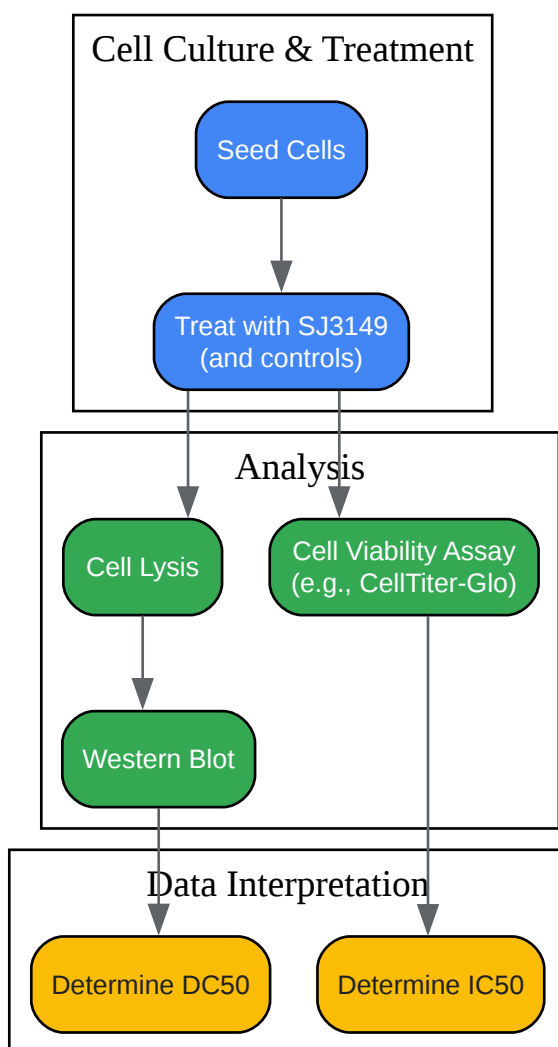 Cell Culture & Treatment
Seed Cells
Treat with SJ3149
(and controls)
Analysis
Cell Lysis
Cell Viability Assay
(e.g., CellTiter-Glo)
Western Blot
Data Interpretation
Determine DC50
Determine IC50